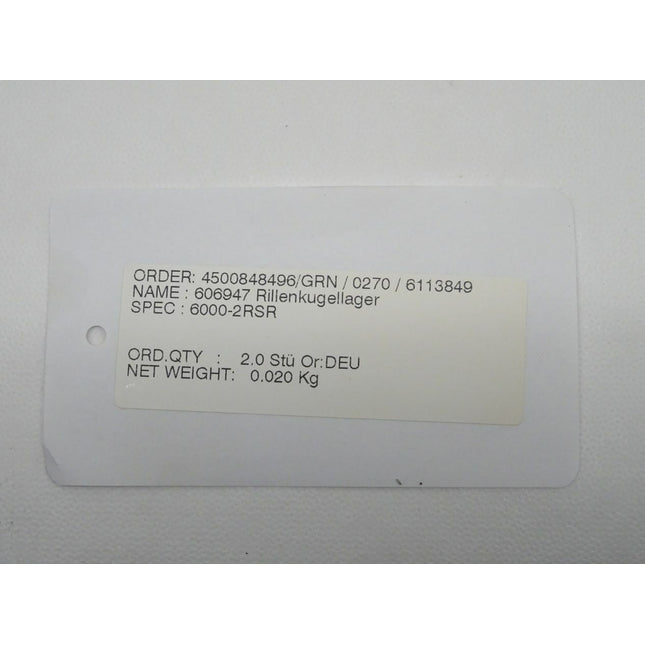 ORDER: 4500848496/GRN / 0270 / 6113849
NAME : 606947 Rillenkugellager
SPEC : 6000-2RSR
ORD.QTY : 2.0 Stü Or:DEU
NET WEIGHT: 0.020 Kg